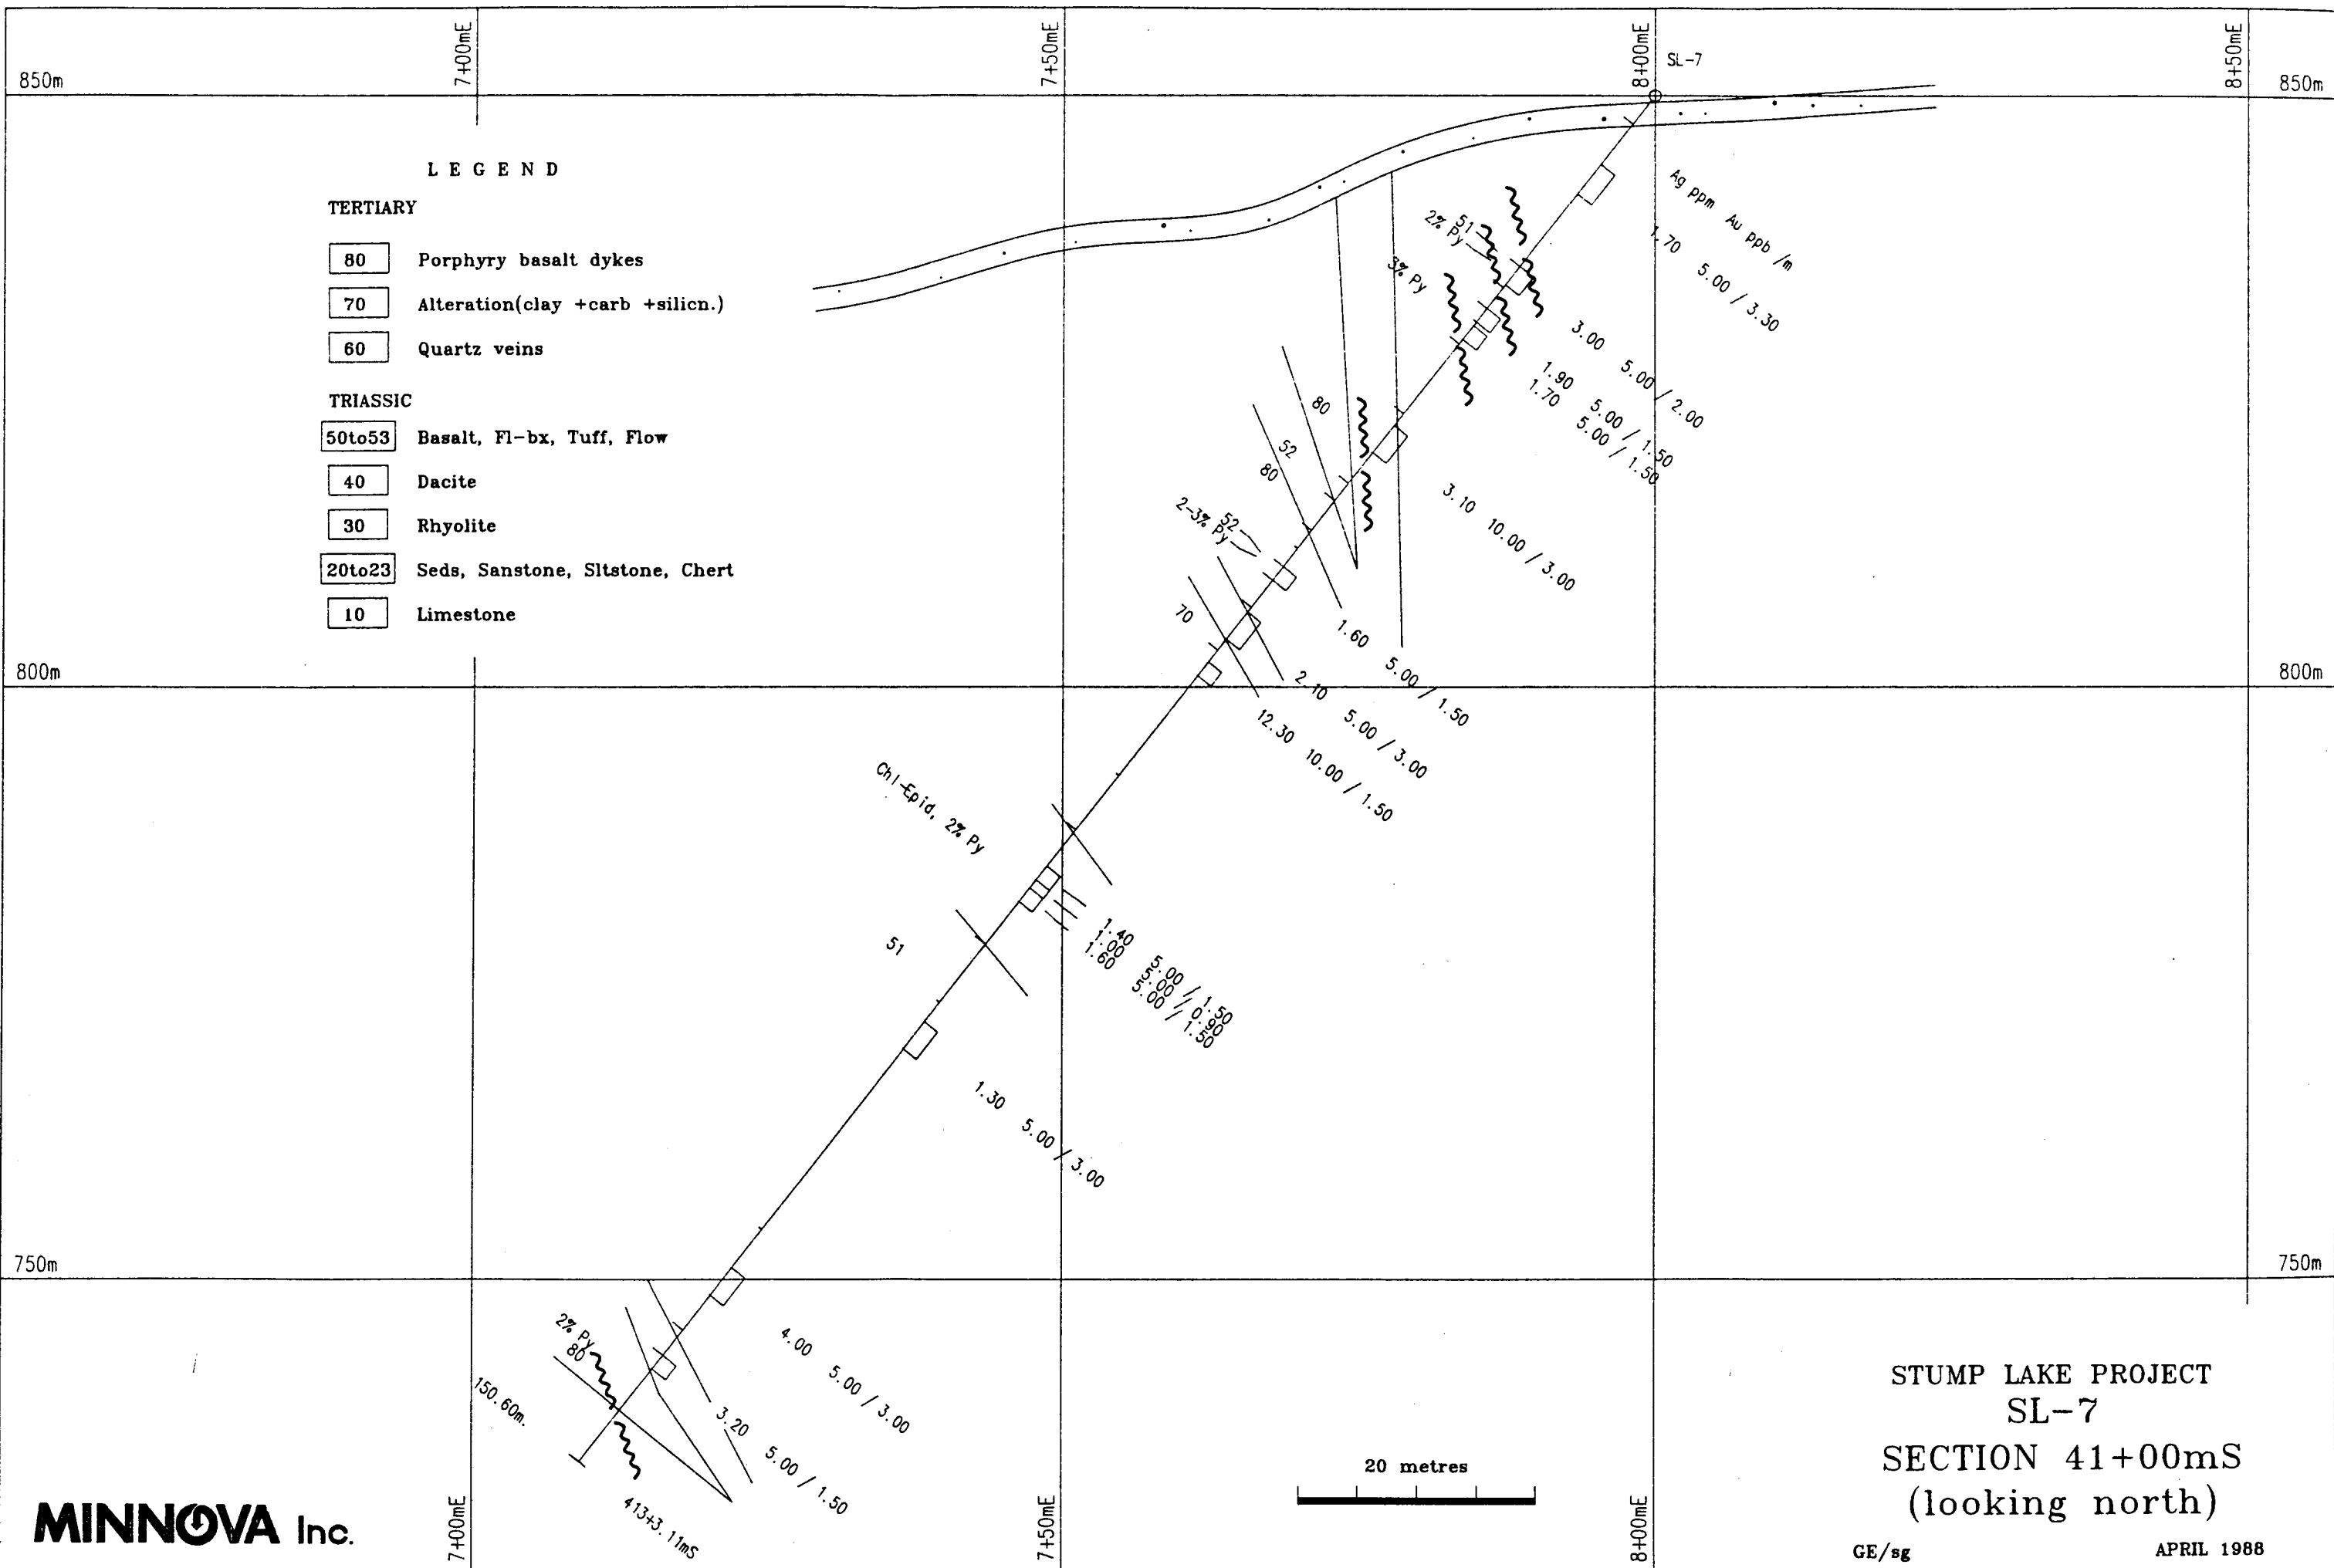 7+00mE
7+50mE
8+00mE
8+50mE
SL-7
850m
850m
LEGEND
TERTIARY
80 Porphyry basalt dykes
70 Alteration(clay +carb +silicn.)
60 Quartz veins
TRIASSIC
50to53 Basalt, Fl-bx, Tuff, Flow
40 Dacite
30 Rhyolite
20to23 Seds, Sanstone, Sltstone, Chert
10 Limestone
Ag ppm Au ppb /m
1.70 5.00 / 3.30
51
2% Py
3% Py
3.00 5.00 / 2.00
1.90 5.00 / 1.50
1.70 5.00 / 1.50
80
52
80
3.10 10.00 / 3.00
52
2-3% Py
70
1.60 5.00 / 1.50
800m
800m
2.10 5.00 / 3.00
12.30 10.00 / 1.50
Chl-Epid, 2% Py
1.40 5.00 / 1.50
1.00 5.00 / 0.90
1.60 5.00 / 1.50
51
1.30 5.00 / 3.00
750m
750m
4.00 5.00 / 3.00
2% Py
80
150.60m.
3.20 5.00 / 1.50
413+3.11mS
20 metres
STUMP LAKE PROJECT
SL-7
SECTION 41+00mS
(looking north)
GE/sg APRIL 1988
MINNOVA Inc.
7+00mE
7+50mE
8+00mE